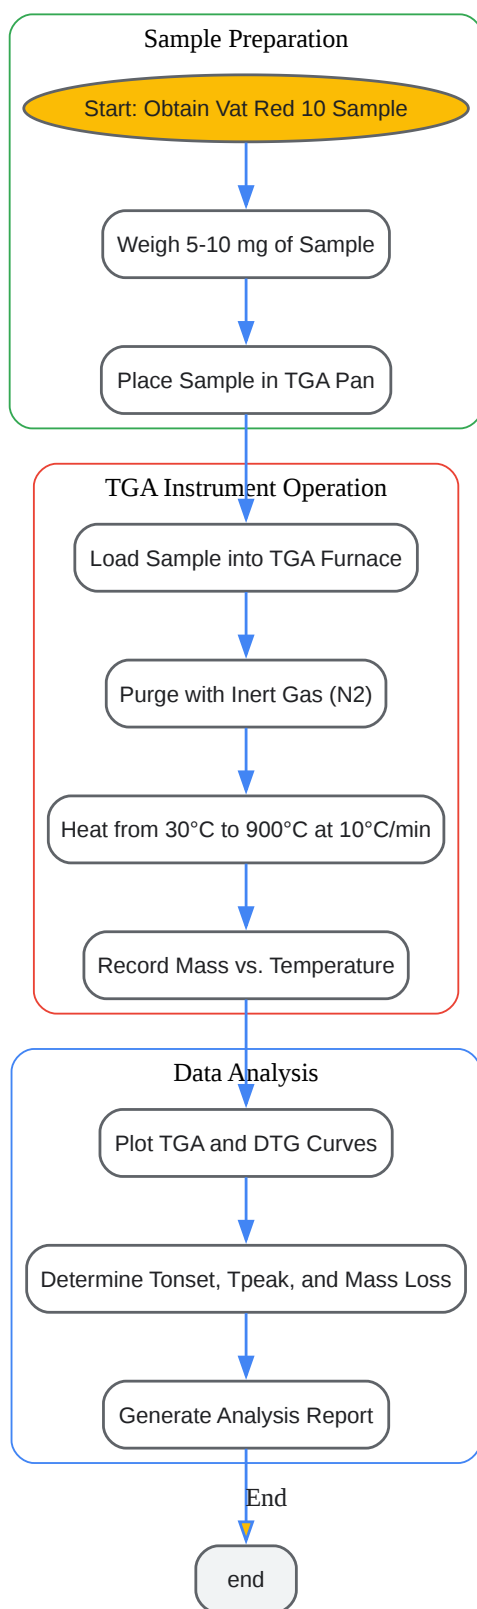 Sample Preparation
Start: Obtain Vat Red 10 Sample
Weigh 5-10 mg of Sample
Place Sample in TGA Pan
TGA Instrument Operation
Load Sample into TGA Furnace
Purge with Inert Gas (N2)
Heat from 30°C to 900°C at 10°C/min
Record Mass vs. Temperature
Data Analysis
Plot TGA and DTG Curves
Determine Tonset, Tpeak, and Mass Loss
Generate Analysis Report
End
end